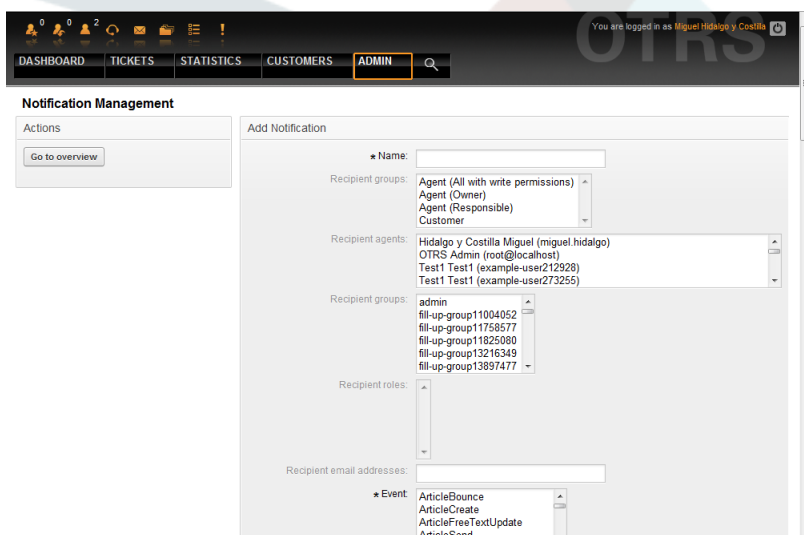 0 0 2
You are logged in as Miguel Hidalgo y Costilla
OTRS
DASHBOARD TICKETS STATISTICS CUSTOMERS ADMIN
Notification Management
Actions
Go to overview
Add Notification
★ Name:
Recipient groups:
Agent (All with write permissions)
Agent (Owner)
Agent (Responsible)
Customer
Recipient agents:
Hidalgo y Costilla Miguel (miguel.hidalgo)
OTRS Admin (root@localhost)
Test1 Test1 (example-user212928)
Test1 Test1 (example-user273255)
Recipient groups:
admin
fill-up-group11004052
fill-up-group11758577
fill-up-group11825080
fill-up-group13216349
fill-up-group13897477
Recipient roles:
Recipient email addresses:
★ Event:
ArticleBounce
ArticleCreate
ArticleFreeTextUpdate
ArticleSend